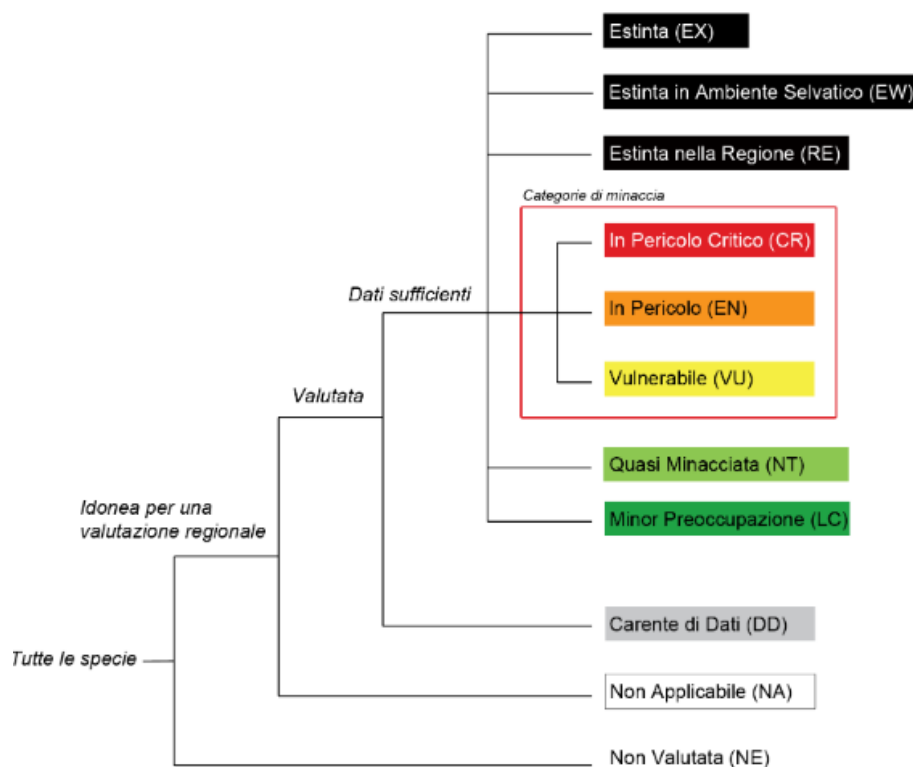 Estinta (EX)
Estinta in Ambiente Selvatico (EW)
Estinta nella Regione (RE)
Categorie di minaccia
In Pericolo Critico (CR)
Dati sufficienti
In Pericolo (EN)
Vulnerabile (VU)
Valutata
Quasi Minacciata (NT)
Idonea per una
valutazione regionale
Minor Preoccupazione (LC)
Carente di Dati (DD)
Tutte le specie
Non Applicabile (NA)
Non Valutata (NE)